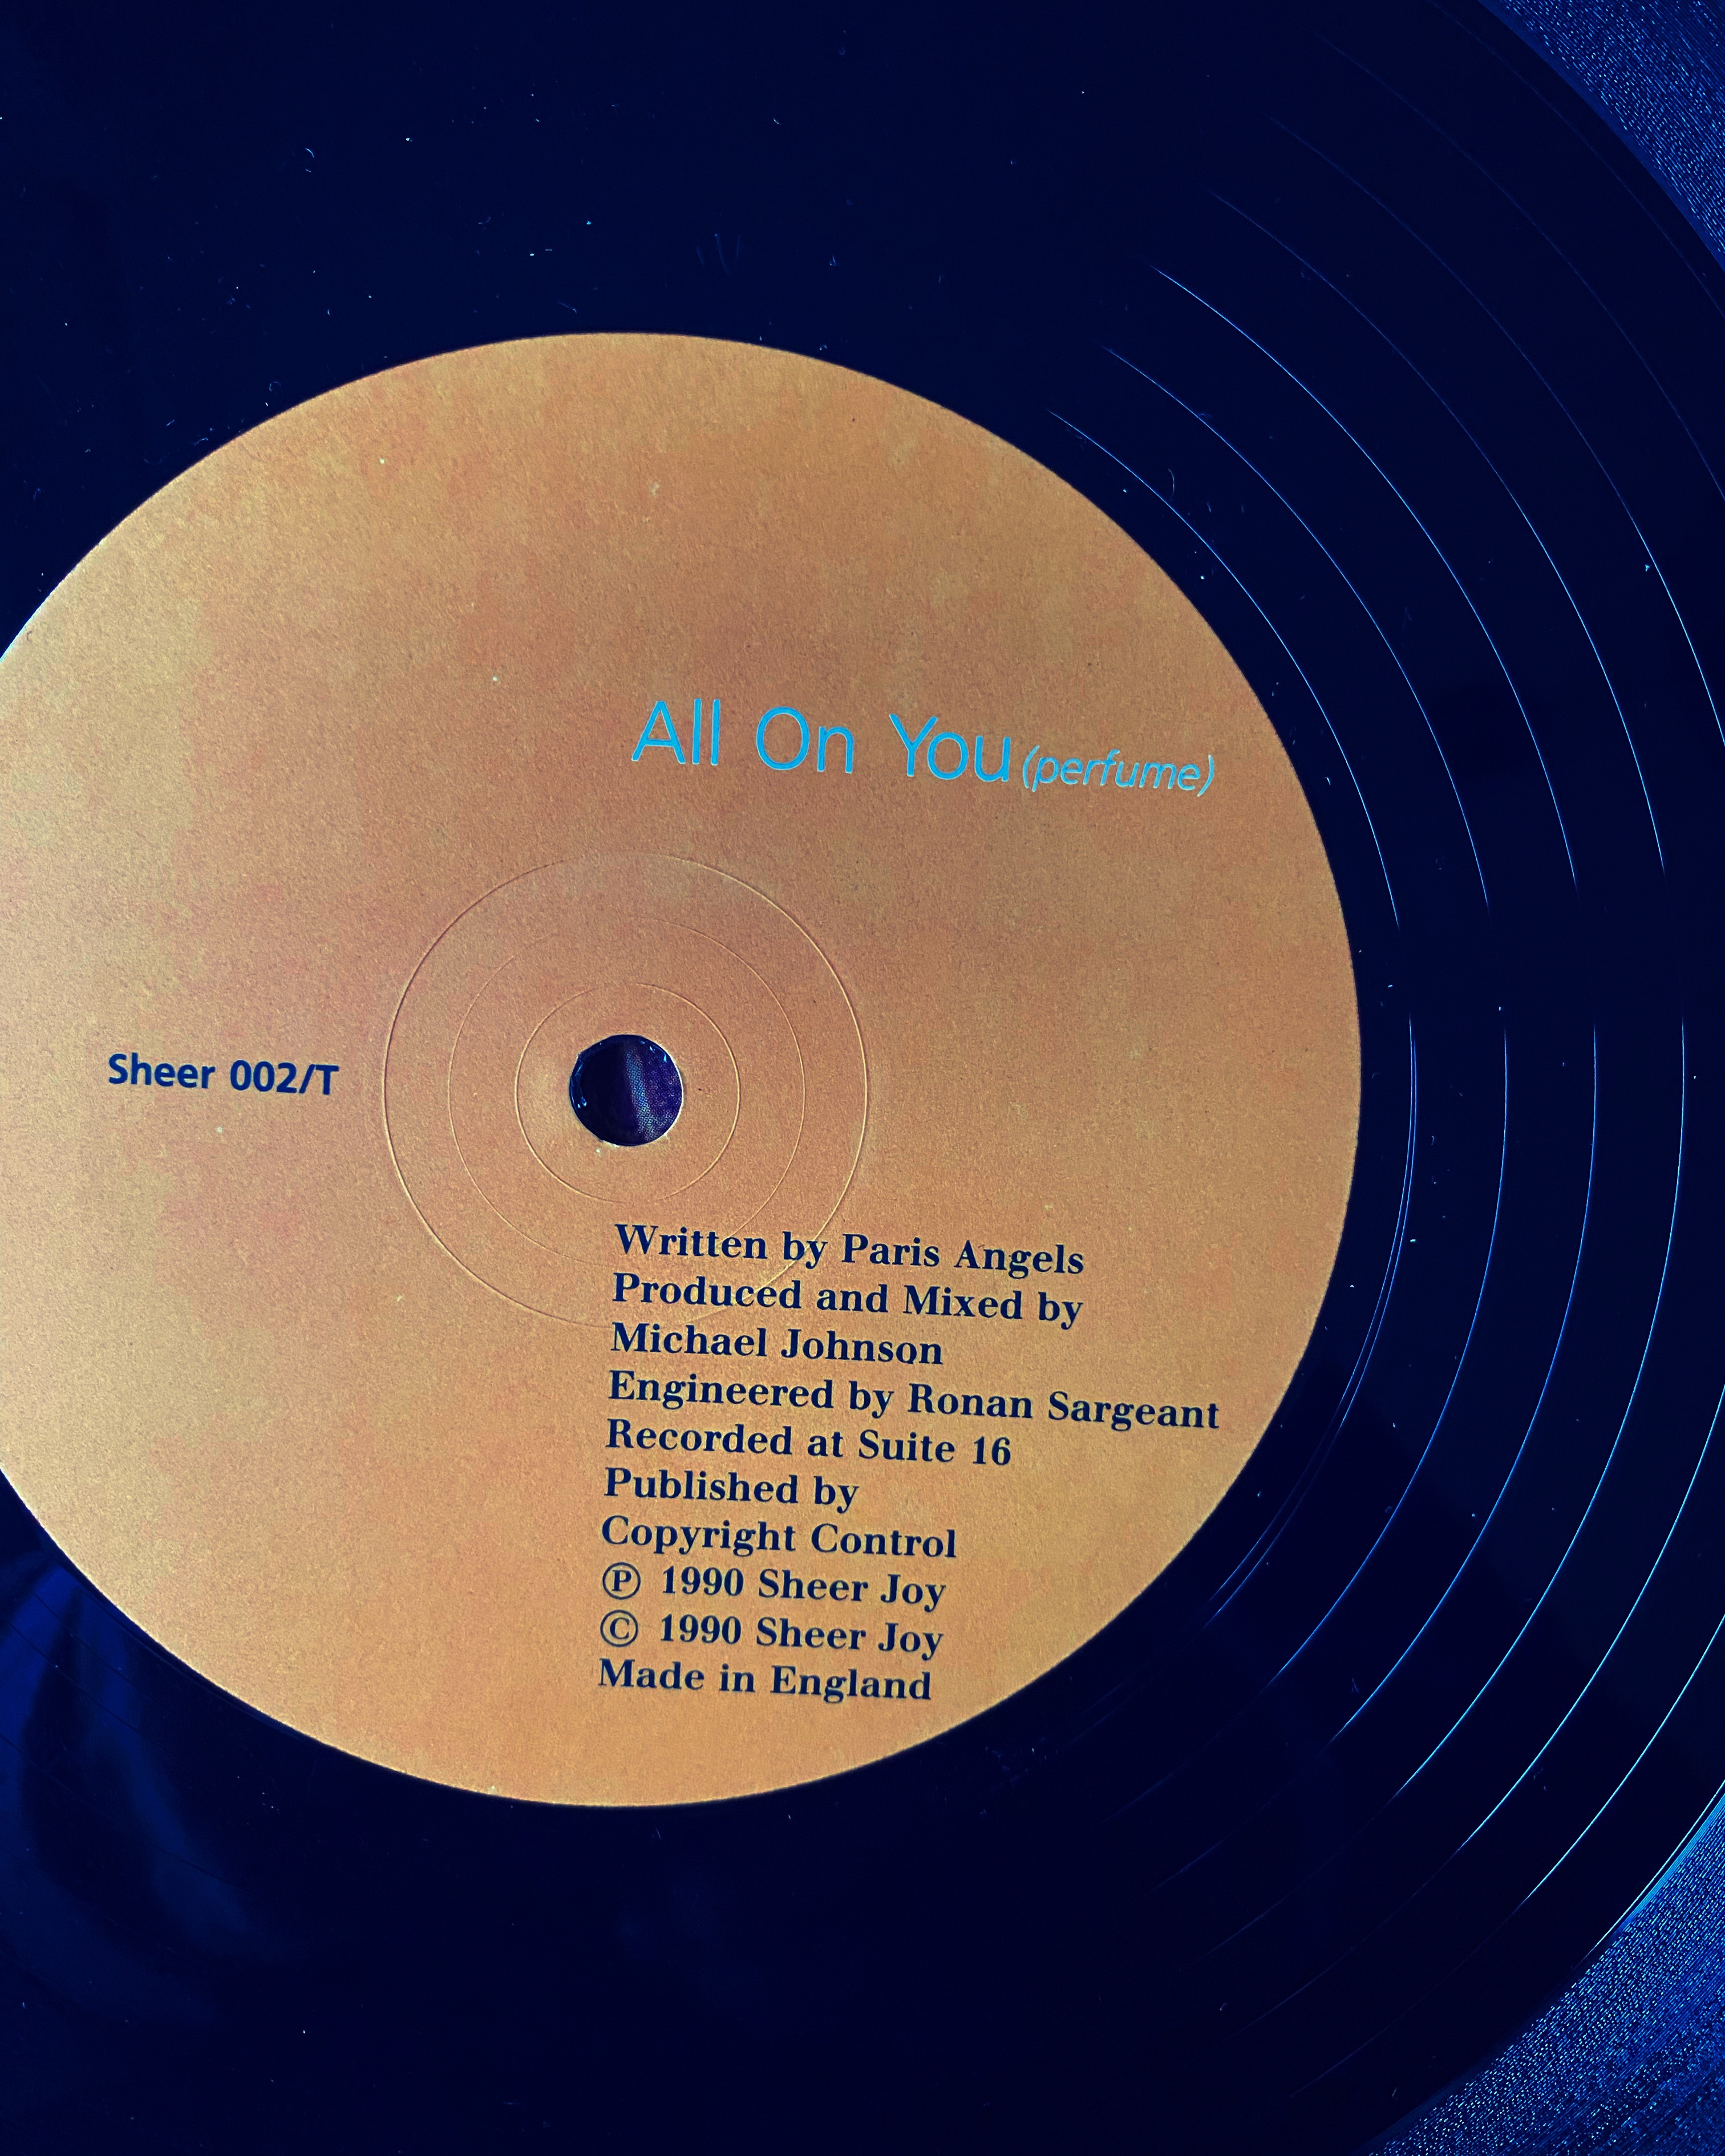 All On You (perfume)
Sheer 002/T
Written by Paris Angels
Produced and Mixed by
Michael Johnson
Engineered by Ronan Sargeant
Recorded at Suite 16
Published by
Copyright Control
Ⓟ 1990 Sheer Joy
© 1990 Sheer Joy
Made in England